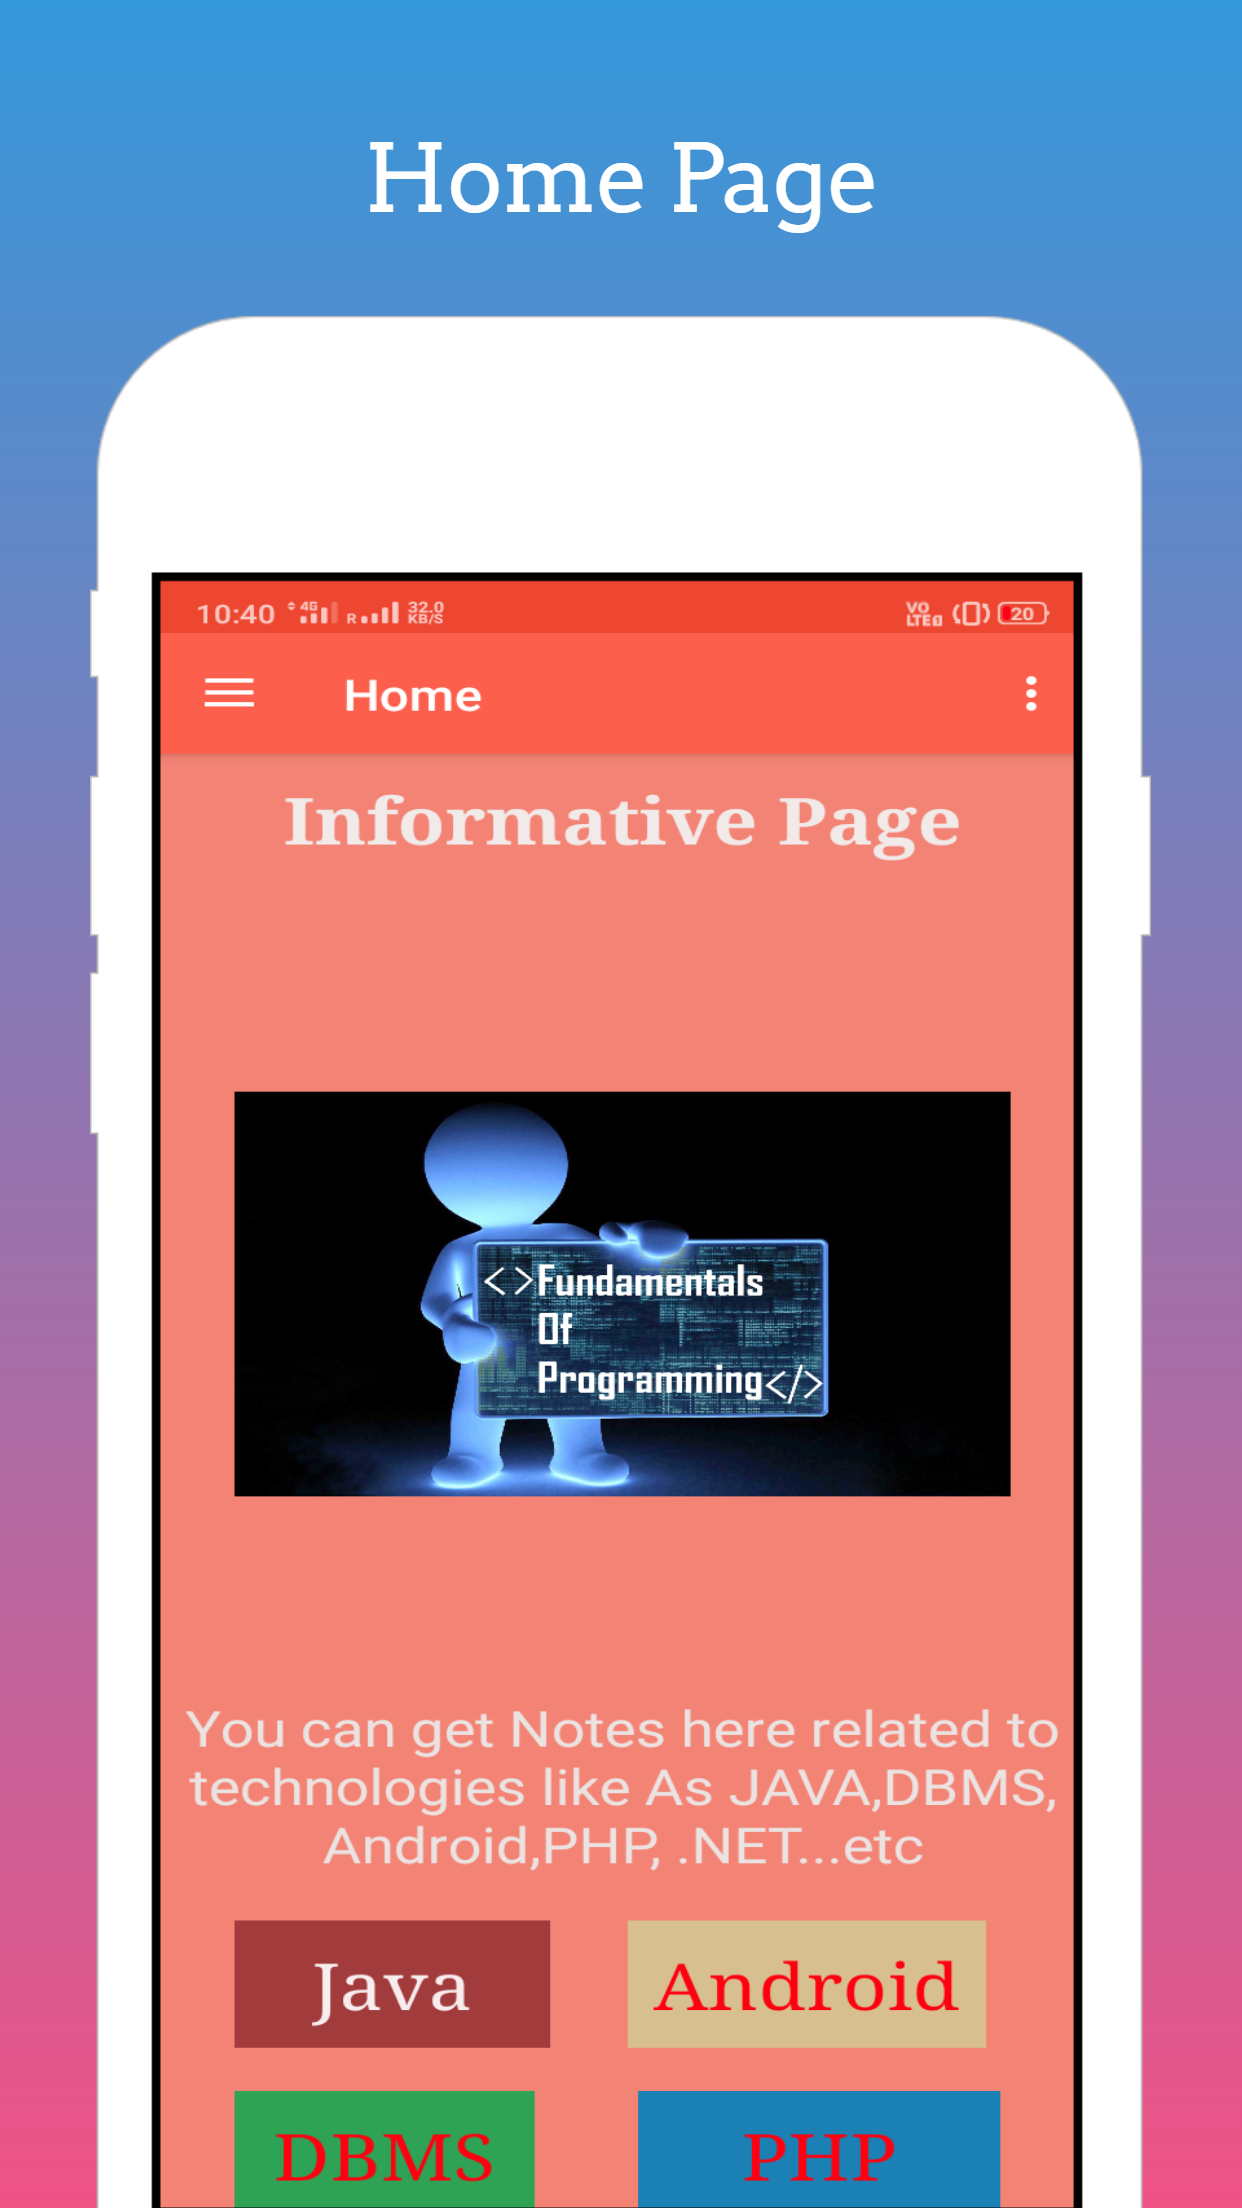 Home Page
10:40 4G R 32.0 KB/S VO LTE 20
Home
Informative Page
<>Fundamentals
Of
Programming</>
You can get Notes here related to
technologies like As JAVA,DBMS,
Android,PHP, .NET...etc
Java Android
DBMS PHP